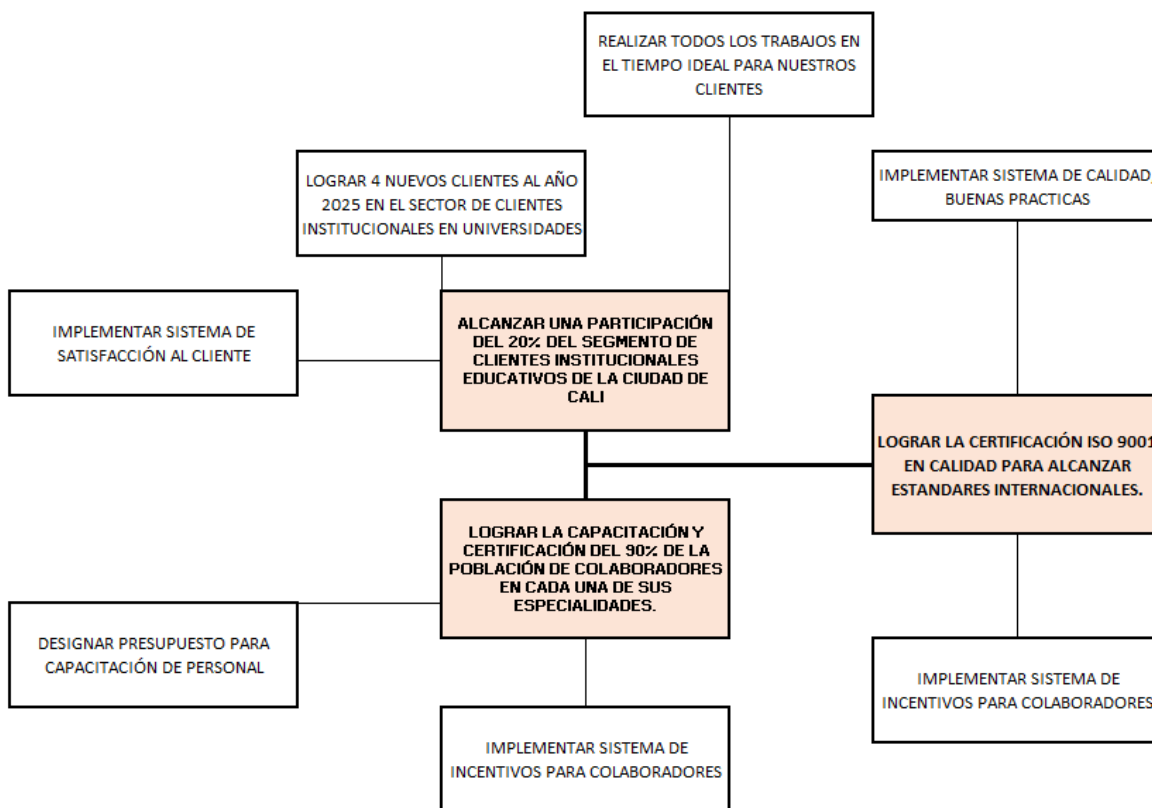 REALIZAR TODOS LOS TRABAJOS EN
EL TIEMPO IDEAL PARA NUESTROS
CLIENTES
LOGRAR 4 NUEVOS CLIENTES AL AÑO
2025 EN EL SECTOR DE CLIENTES
INSTITUCIONALES EN UNIVERSIDADES
IMPLEMENTAR SISTEMA DE CALIDAD,
BUENAS PRACTICAS
IMPLEMENTAR SISTEMA DE
SATISFACCIÓN AL CLIENTE
ALCANZAR UNA PARTICIPACIÓN
DEL 20% DEL SEGMENTO DE
CLIENTES INSTITUCIONALES
EDUCATIVOS DE LA CIUDAD DE
CALI
LOGRAR LA CERTIFICACIÓN ISO 9001
EN CALIDAD PARA ALCANZAR
ESTANDARES INTERNACIONALES.
LOGRAR LA CAPACITACIÓN Y
CERTIFICACIÓN DEL 90% DE LA
POBLACIÓN DE COLABORADORES
EN CADA UNA DE SUS
ESPECIALIDADES.
DESIGNAR PRESUPUESTO PARA
CAPACITACIÓN DE PERSONAL
IMPLEMENTAR SISTEMA DE
INCENTIVOS PARA COLABORADORES
IMPLEMENTAR SISTEMA DE
INCENTIVOS PARA COLABORADORES